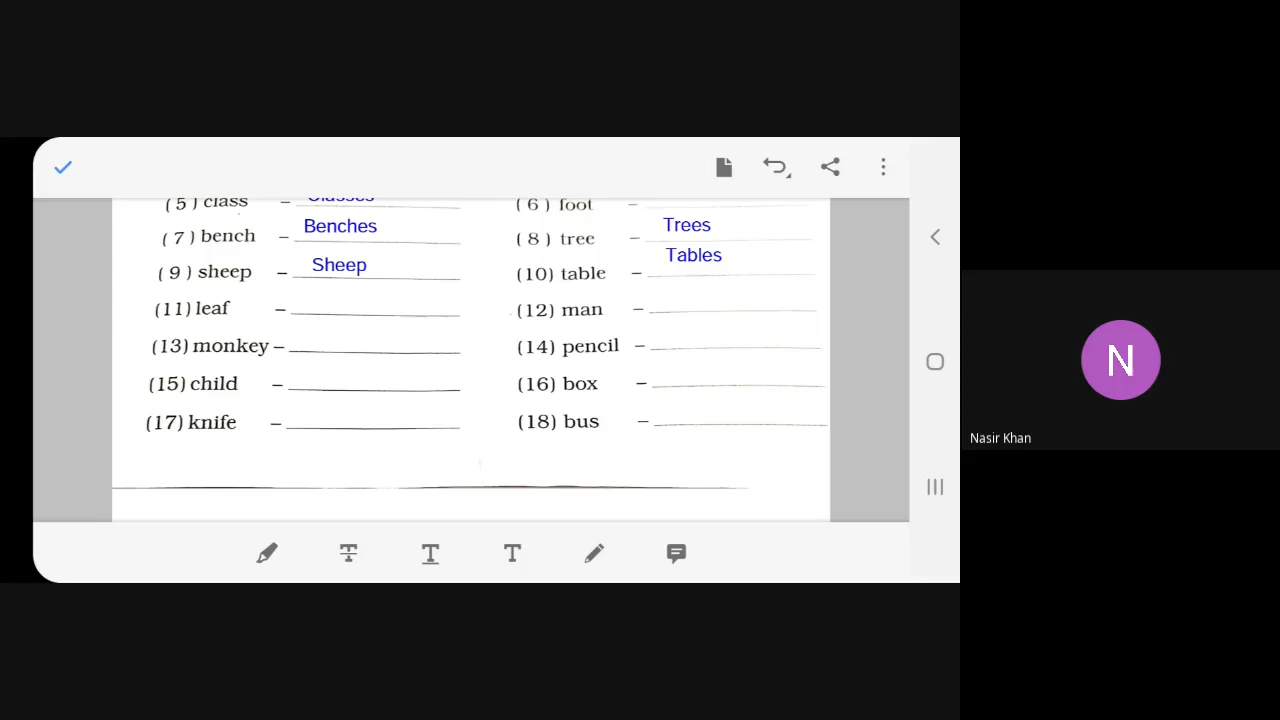 (5) class – Classes (6) foot –
(7) bench – Benches (8) tree – Trees
(9) sheep – Sheep (10) table – Tables
(11) leaf – (12) man –
(13) monkey – (14) pencil –
(15) child – (16) box –
(17) knife – (18) bus –
N
Nasir Khan